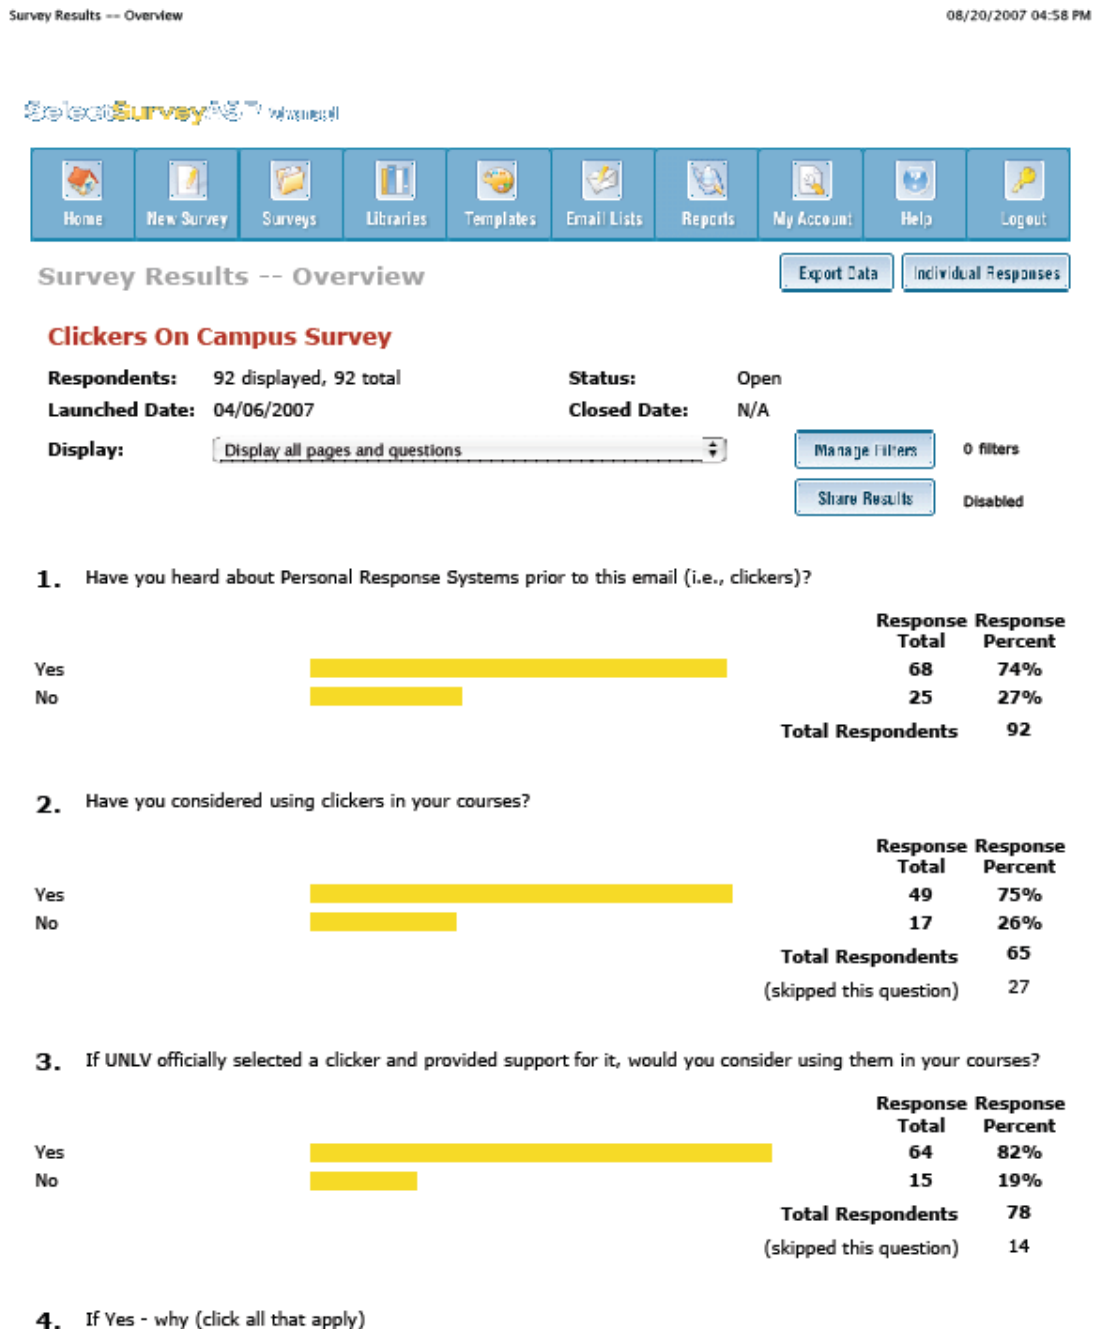 Survey Results -- Overview 08/20/2007 04:58 PM
SelectSurveyASP Advanced
Home New Survey Surveys Libraries Templates Email Lists Reports My Account Help Logout
Survey Results -- Overview Export Data Individual Responses
Clickers On Campus Survey
Respondents: 92 displayed, 92 total Status: Open
Launched Date: 04/06/2007 Closed Date: N/A
Display: Display all pages and questions Manage Filters 0 filters
Share Results Disabled
1. Have you heard about Personal Response Systems prior to this email (i.e., clickers)?
Response Response
Total Percent
Yes 68 74%
No 25 27%
Total Respondents 92
2. Have you considered using clickers in your courses?
Response Response
Total Percent
Yes 49 75%
No 17 26%
Total Respondents 65
(skipped this question) 27
3. If UNLV officially selected a clicker and provided support for it, would you consider using them in your courses?
Response Response
Total Percent
Yes 64 82%
No 15 19%
Total Respondents 78
(skipped this question) 14
4. If Yes - why (click all that apply)